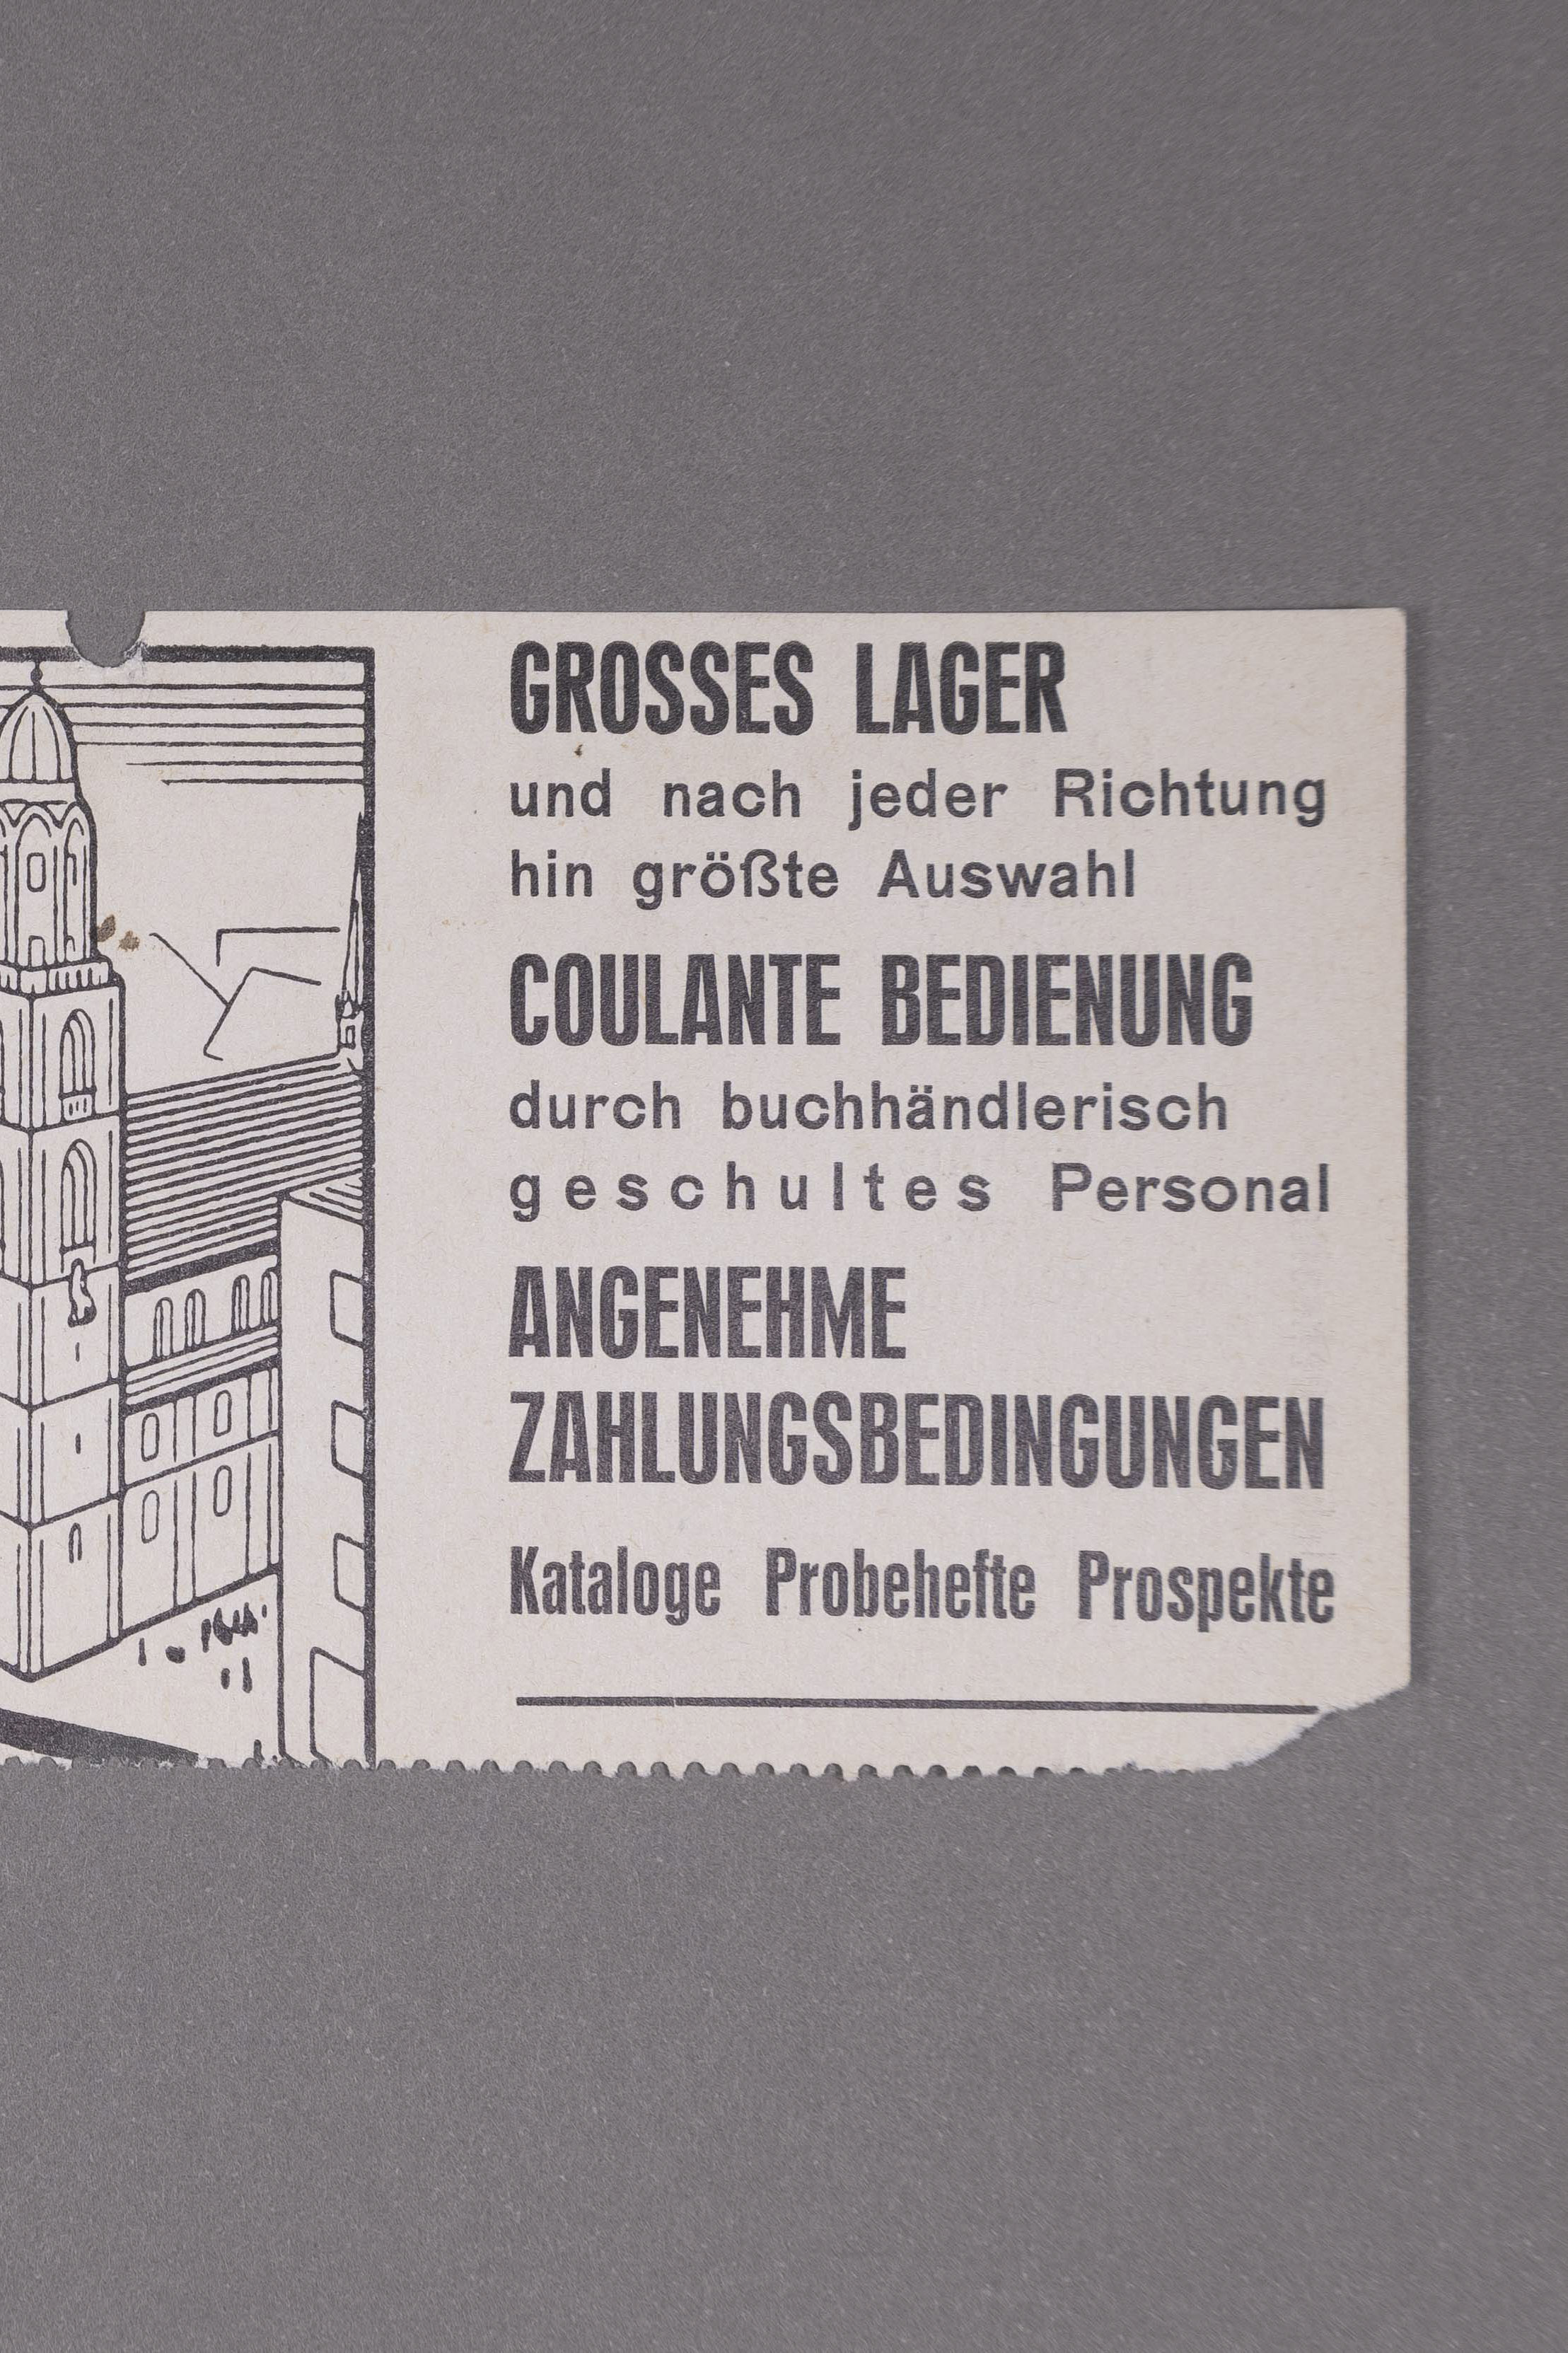 GROSSES LAGER
und nach jeder Richtung
hin größte Auswahl
COULANTE BEDIENUNG
durch buchhändlerisch
geschultes Personal
ANGENEHME
ZAHLUNGSBEDINGUNGEN
Kataloge Probehefte Prospekte